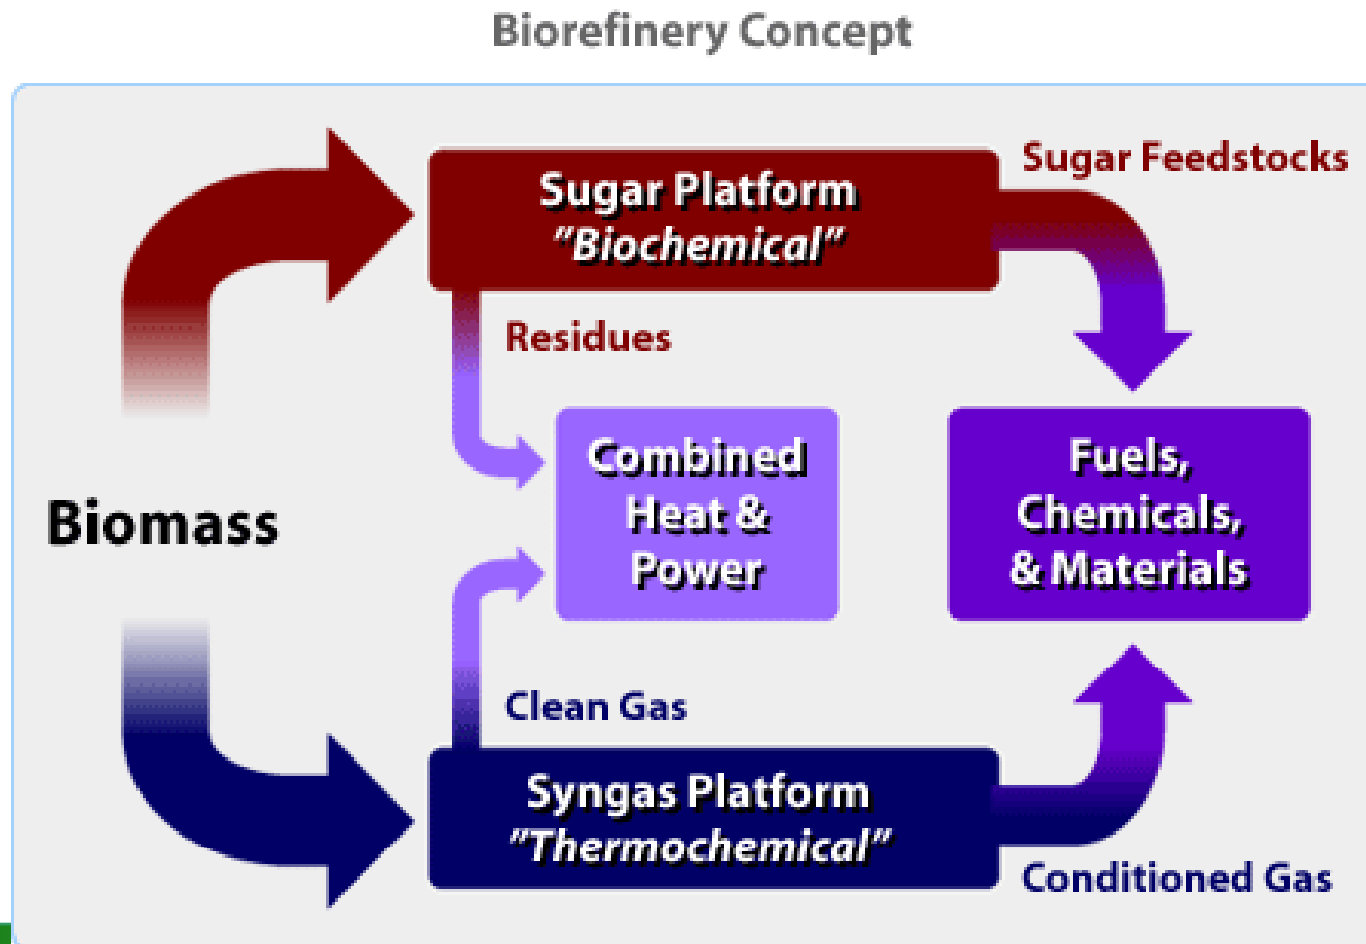 Biorefinery Concept
Sugar Platform
"Biochemical"
Sugar Feedstocks
Residues
Combined
Heat &
Power
Fuels,
Chemicals,
& Materials
Biomass
Clean Gas
Syngas Platform
"Thermochemical"
Conditioned Gas